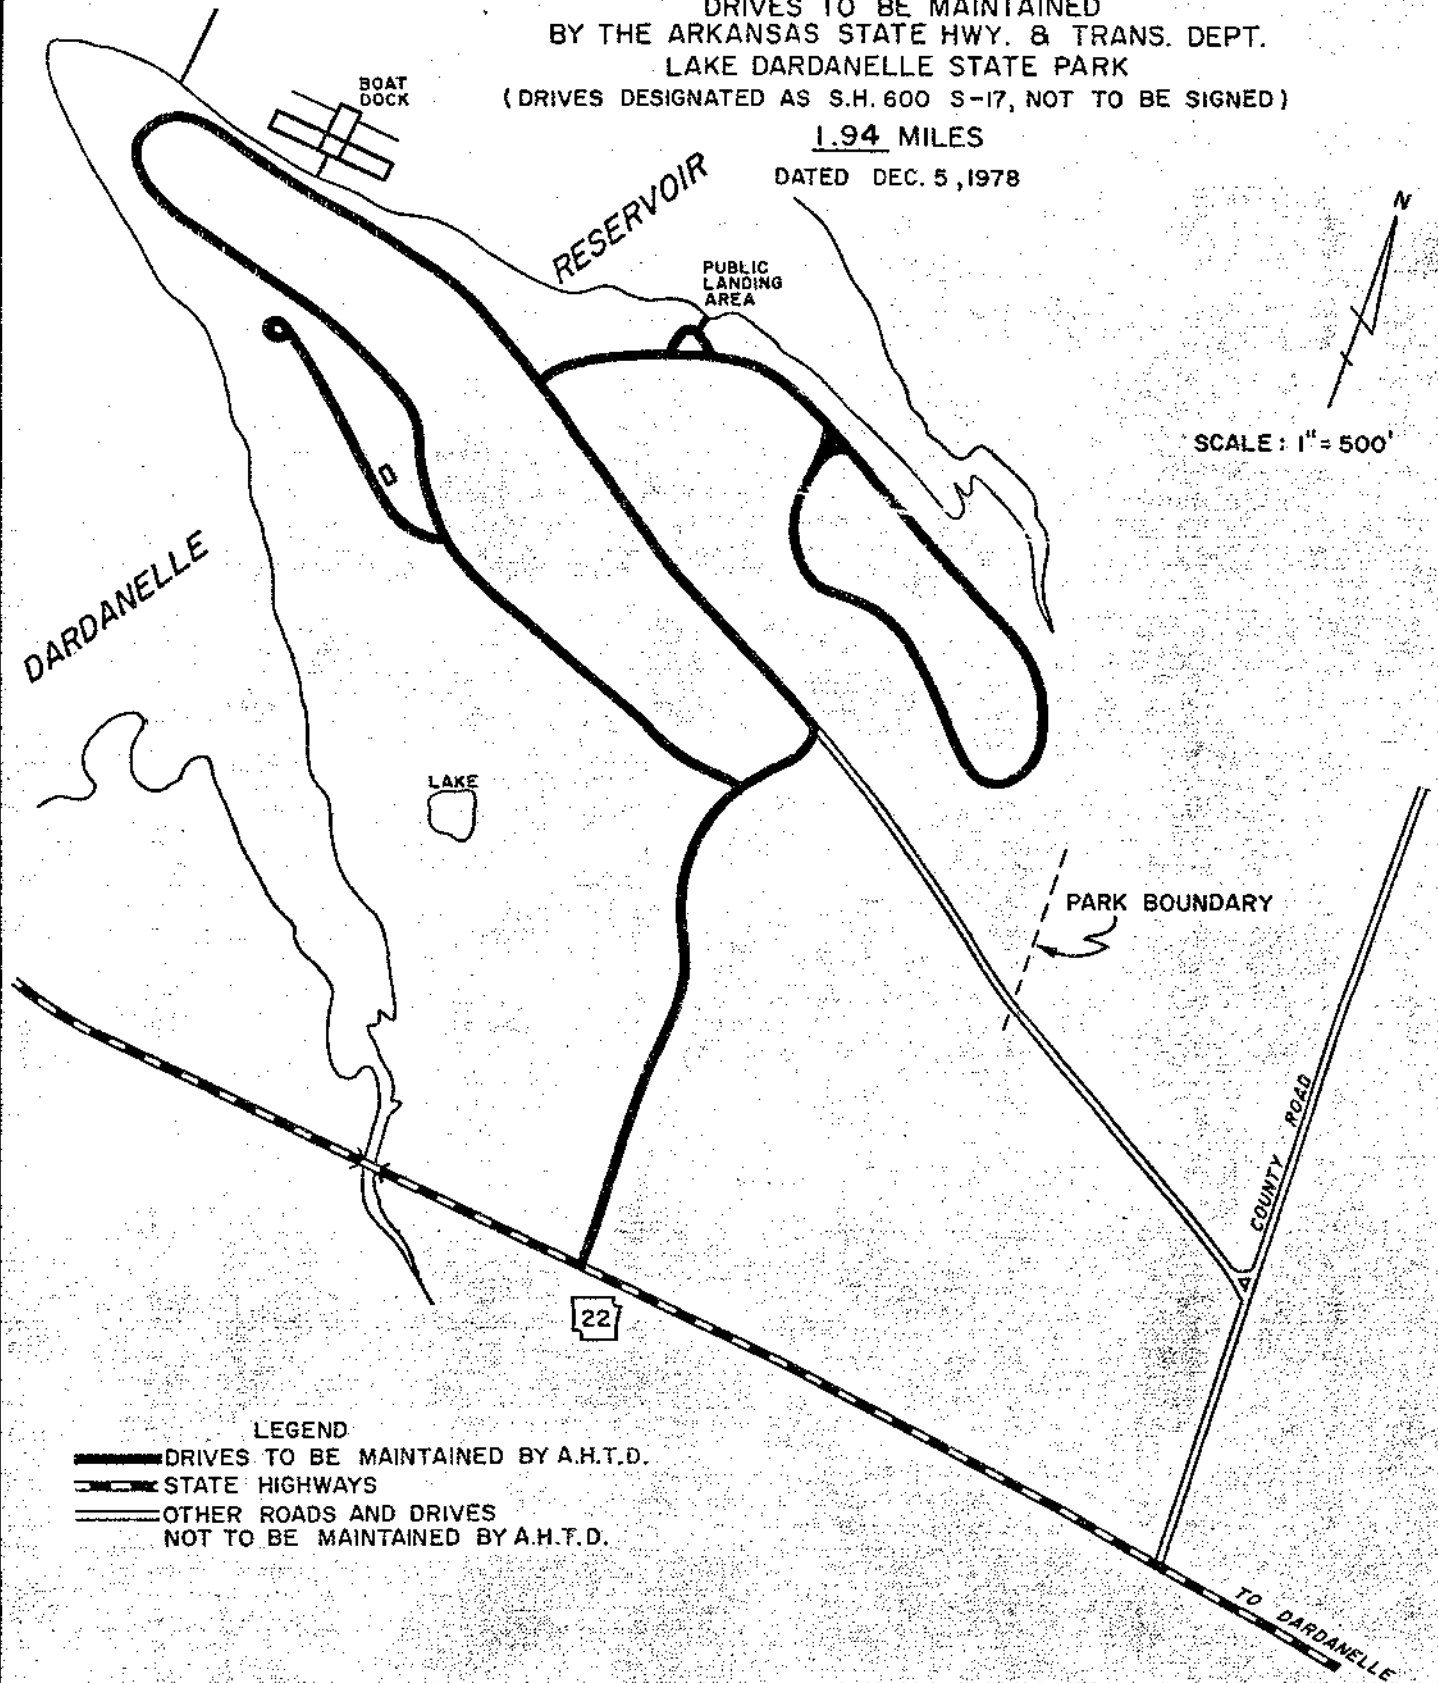 DRIVES TO BE MAINTAINED
BY THE ARKANSAS STATE HWY. & TRANS. DEPT.
LAKE DARDANELLE STATE PARK
(DRIVES DESIGNATED AS S.H. 600 S-17, NOT TO BE SIGNED)
1.94 MILES
DATED DEC. 5, 1978
BOAT
DOCK
RESERVOIR
PUBLIC
LANDING
AREA
N
SCALE: 1" = 500'
DARDANELLE
LAKE
PARK BOUNDARY
COUNTY ROAD
22
TO DARDANELLE
LEGEND
DRIVES TO BE MAINTAINED BY A.H.T.D.
STATE HIGHWAYS
OTHER ROADS AND DRIVES
NOT TO BE MAINTAINED BY A.H.T.D.